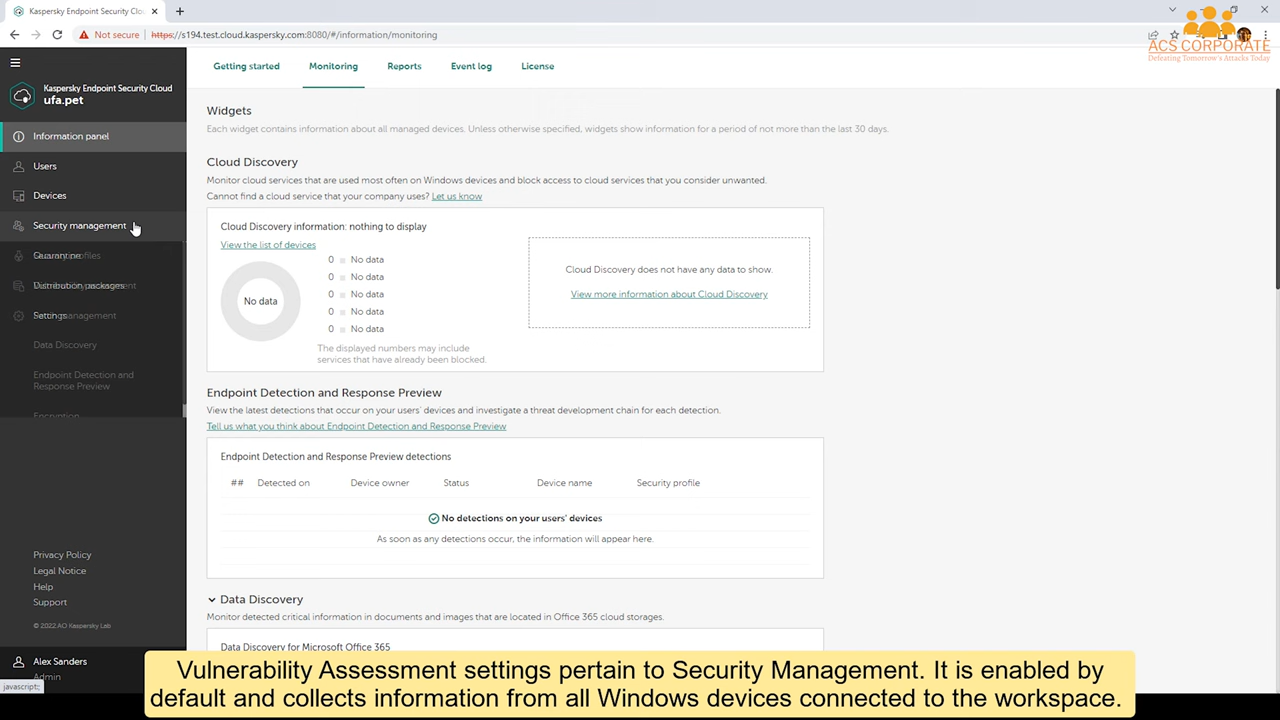 Kaspersky Endpoint Security Clou
Not secure
https://s194.test.cloud.kaspersky.com:8080/#/information/monitoring
ACS CORPORATE
Defeating Tomorrow's Attacks Today
Kaspersky Endpoint Security Cloud
ufa.pet
Getting started
Monitoring
Reports
Event log
License
Information panel
Users
Devices
Security management
Settings
Data Discovery
Endpoint Detection and
Response Preview
Encryption
Privacy Policy
Legal Notice
Help
Support
© 2022 AO Kaspersky Lab
Alex Sanders
Admin
javascript:;
Widgets
Each widget contains information about all managed devices. Unless otherwise specified, widgets show information for a period of not more than the last 30 days.
Cloud Discovery
Monitor cloud services that are used most often on Windows devices and block access to cloud services that you consider unwanted.
Cannot find a cloud service that your company uses? Let us know
Cloud Discovery information: nothing to display
View the list of devices
No data
0 No data
0 No data
0 No data
0 No data
0 No data
The displayed numbers may include
services that have already been blocked.
Cloud Discovery does not have any data to show.
View more information about Cloud Discovery
Endpoint Detection and Response Preview
View the latest detections that occur on your users' devices and investigate a threat development chain for each detection.
Tell us what you think about Endpoint Detection and Response Preview
Endpoint Detection and Response Preview detections
## Detected on Device owner Status Device name Security profile
No detections on your users' devices
As soon as any detections occur, the information will appear here.
Data Discovery
Monitor detected critical information in documents and images that are located in Office 365 cloud storages.
Data Discovery for Microsoft Office 365
Vulnerability Assessment settings pertain to Security Management. It is enabled by
default and collects information from all Windows devices connected to the workspace.